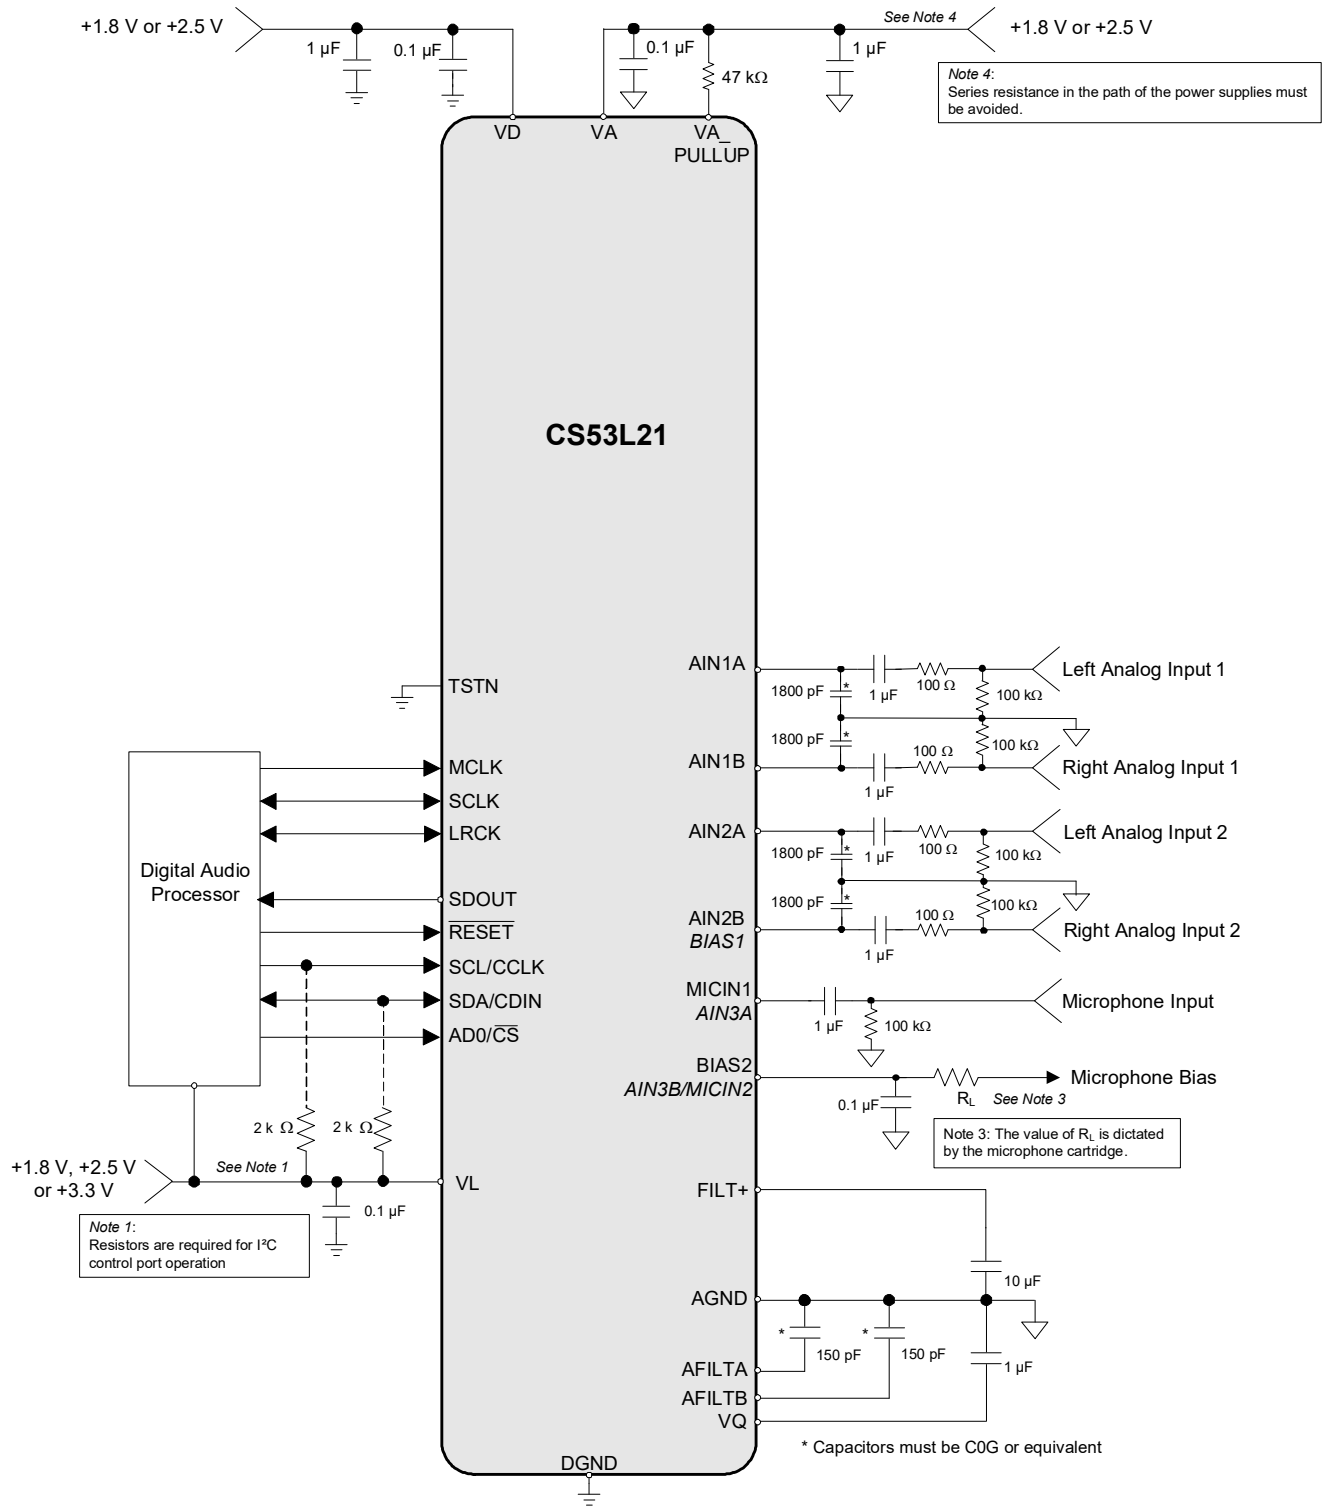 +1.8 V or +2.5 V
1 µF
0.1 µF
See Note 4
+1.8 V or +2.5 V
0.1 µF
47 kΩ
1 µF
Note 4:
Series resistance in the path of the power supplies must
be avoided.
VD
VA
VA_
PULLUP
CS53L21
TSTN
MCLK
SCLK
LRCK
SDOUT
RESET
SCL/CCLK
SDA/CDIN
AD0/CS
Digital Audio
Processor
2 k Ω
2 k Ω
+1.8 V, +2.5 V
or +3.3 V
See Note 1
VL
0.1 µF
Note 1:
Resistors are required for I²C
control port operation
AIN1A
1800 pF
*
1 µF
100 Ω
100 kΩ
Left Analog Input 1
AIN1B
1800 pF
*
1 µF
100 Ω
100 kΩ
Right Analog Input 1
AIN2A
1800 pF
*
1 µF
100 Ω
100 kΩ
Left Analog Input 2
AIN2B
BIAS1
1800 pF
*
1 µF
100 Ω
100 kΩ
Right Analog Input 2
MICIN1
AIN3A
1 µF
100 kΩ
Microphone Input
BIAS2
AIN3B/MICIN2
0.1 µF
RL
See Note 3
Microphone Bias
Note 3: The value of RL is dictated
by the microphone cartridge.
FILT+
10 µF
AGND
*
150 pF
*
150 pF
1 µF
AFILTA
AFILTB
VQ
* Capacitors must be C0G or equivalent
DGND